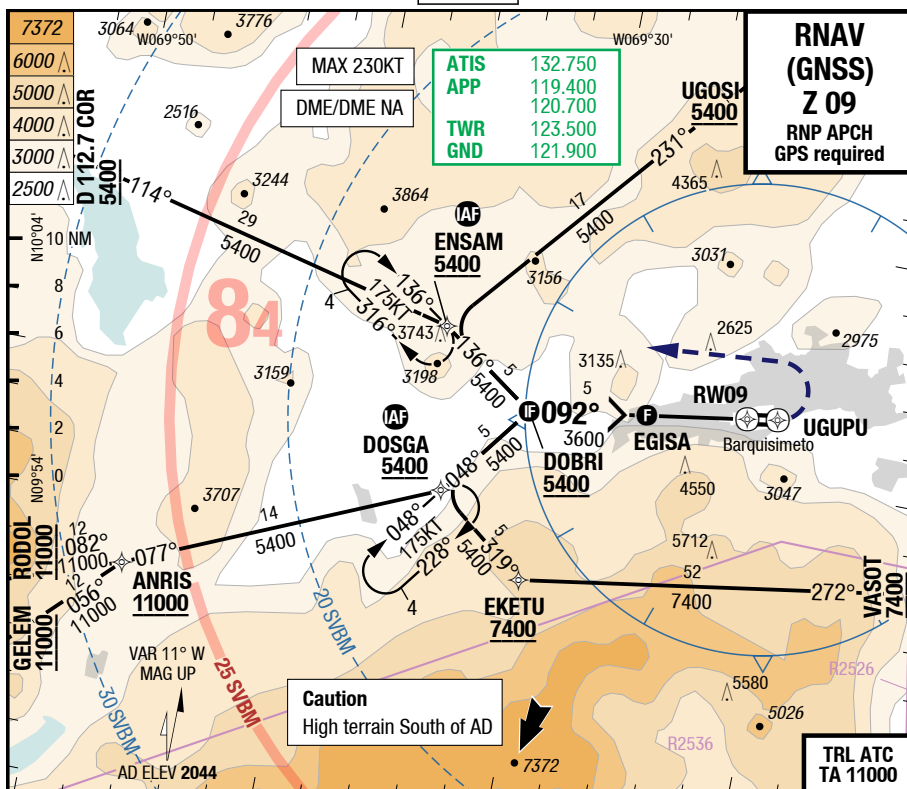 7372
6000
5000
4000
3000
2500
3064
W069°50'
3776
MAX 230KT
DME/DME NA
ATIS 132.750
APP 119.400
120.700
TWR 123.500
GND 121.900
W069°30'
RNAV
(GNSS)
Z 09
RNP APCH
GPS required
UGOSI
5400
231°
17
5400
4365
2516
D 112.7 COR
5400
114°
29
5400
3244
3864
IAF
ENSAM
5400
3156
3031
N10°04'
10 NM
8
6
4
2
0
N09°54'
84
4
136°
175KT
316°
3743
3198
136°
5
5400
3159
2625
2975
3135
IAF
DOSGA
5400
5
048°
5400
IF
092°
5
3600
DOBRI
5400
F
EGISA
RW09
UGUPU
Barquisimeto
4550
3047
3707
14
5400
048°
175KT
228°
4
5
319°
5400
5712
52
7400
272°
VASOT
7400
EKETU
7400
RODOL
11000
12
082°
11000
077°
ANRIS
11000
GELEM
11000
12
056°
11000
VAR 11° W
MAG UP
AD ELEV 2044
30 SVBM
25 SVBM
20 SVBM
Caution
High terrain South of AD
7372
5580
5026
R2526
R2536
TRL ATC
TA 11000